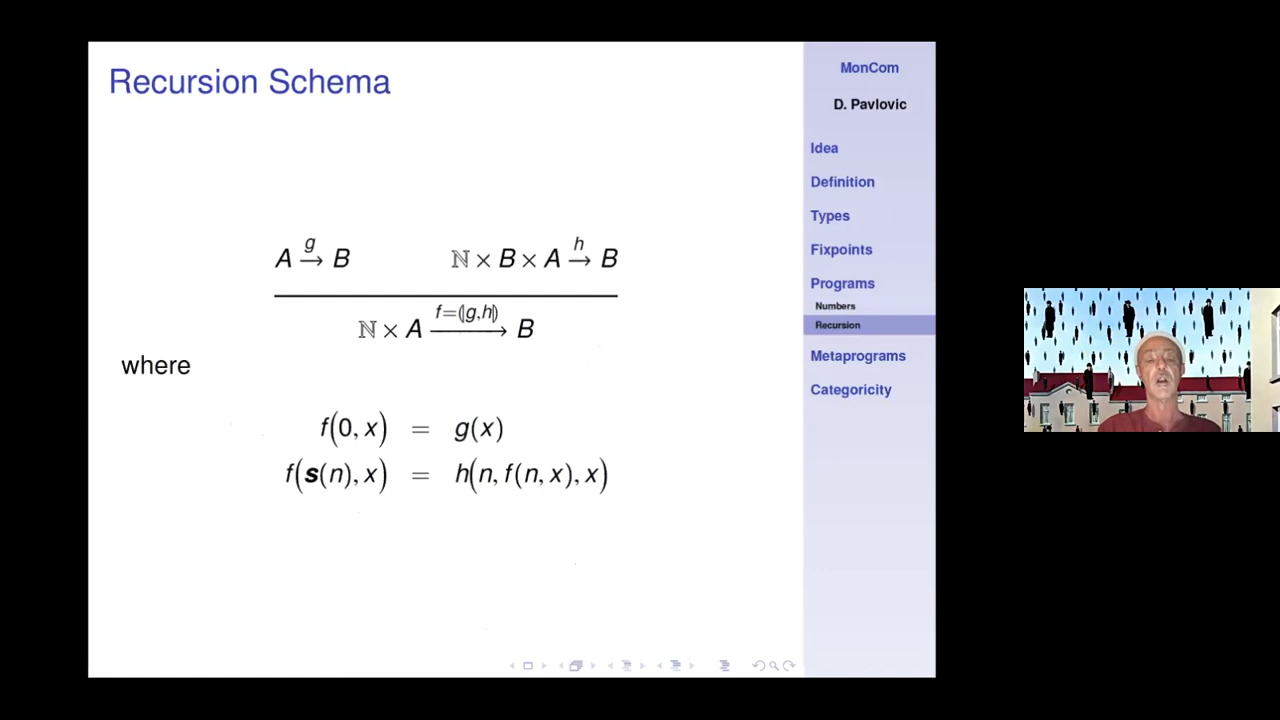 Recursion Schema
A →g B    ℕ × B × A →h B
ℕ × A →f=⦇g,h⦈ B
where
f(0, x) = g(x)
f(s(n), x) = h(n, f(n, x), x)
MonCom
D. Pavlovic
Idea
Definition
Types
Fixpoints
Programs
Numbers
Recursion
Metaprograms
Categoricity